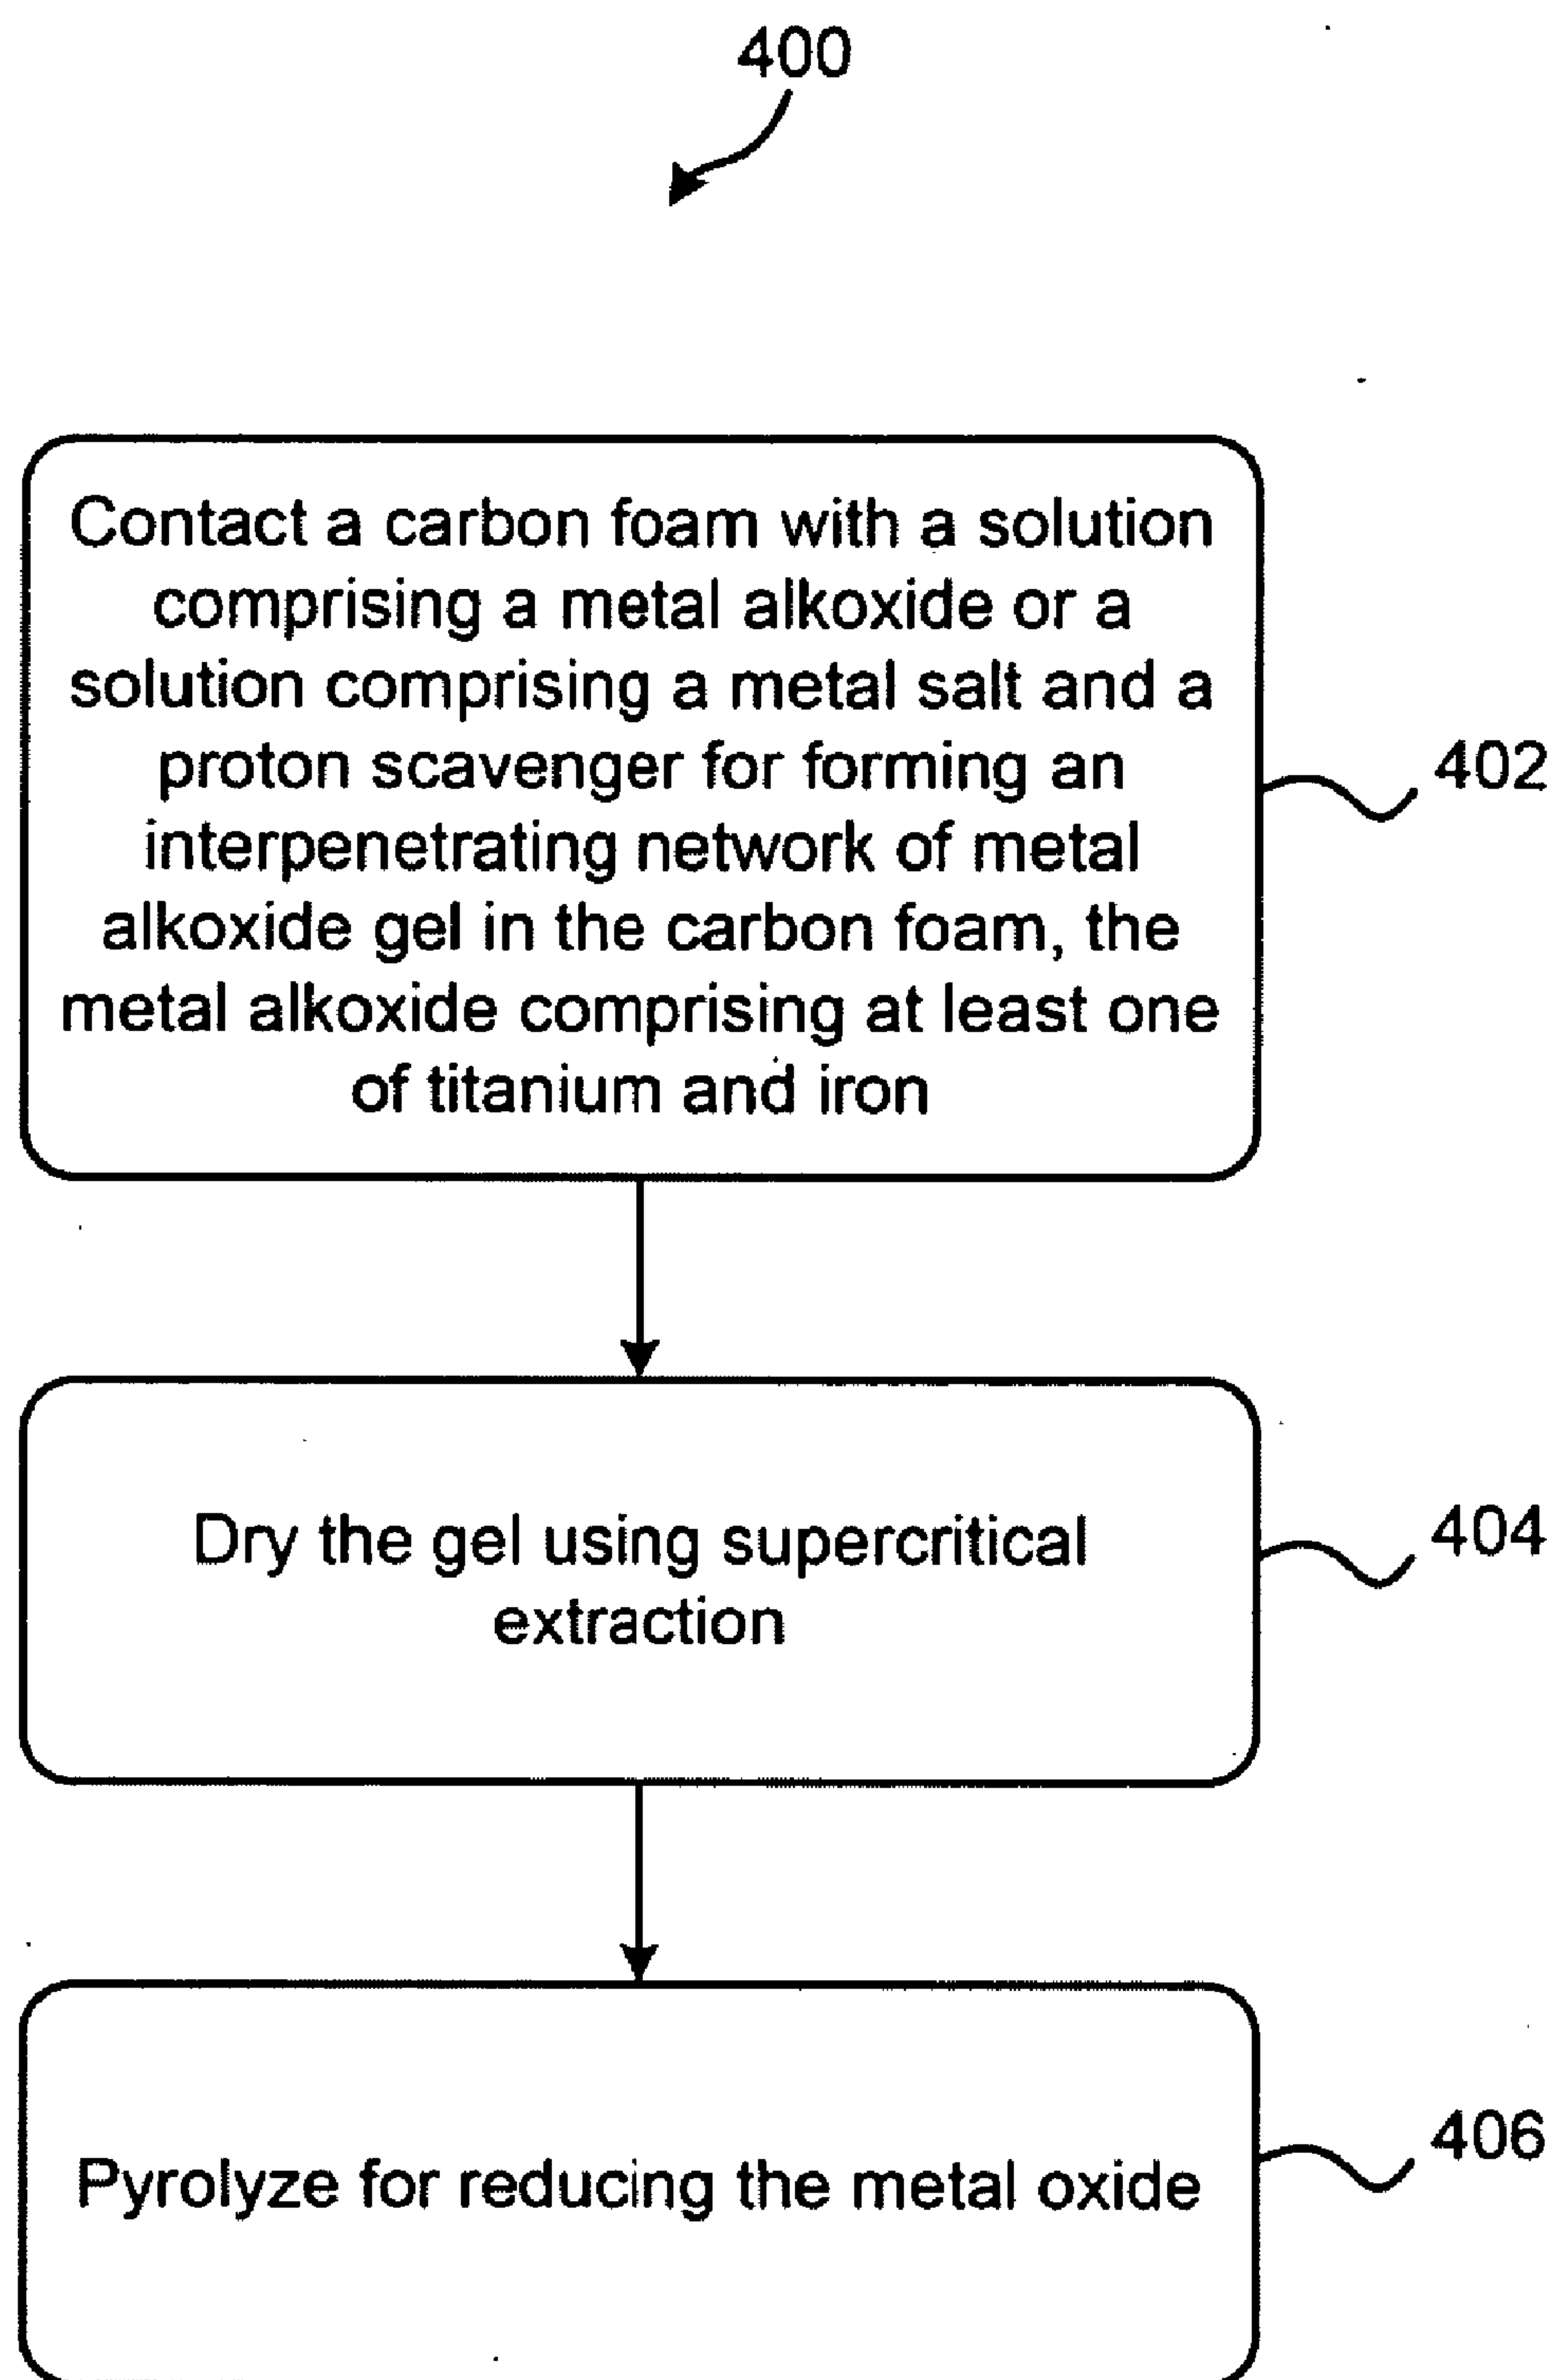 400
Contact a carbon foam with a solution
comprising a metal alkoxide or a
solution comprising a metal salt and a
proton scavenger for forming an
interpenetrating network of metal
alkoxide gel in the carbon foam, the
metal alkoxide comprising at least one
of titanium and iron
402
Dry the gel using supercritical
extraction
404
Pyrolyze for reducing the metal oxide
406